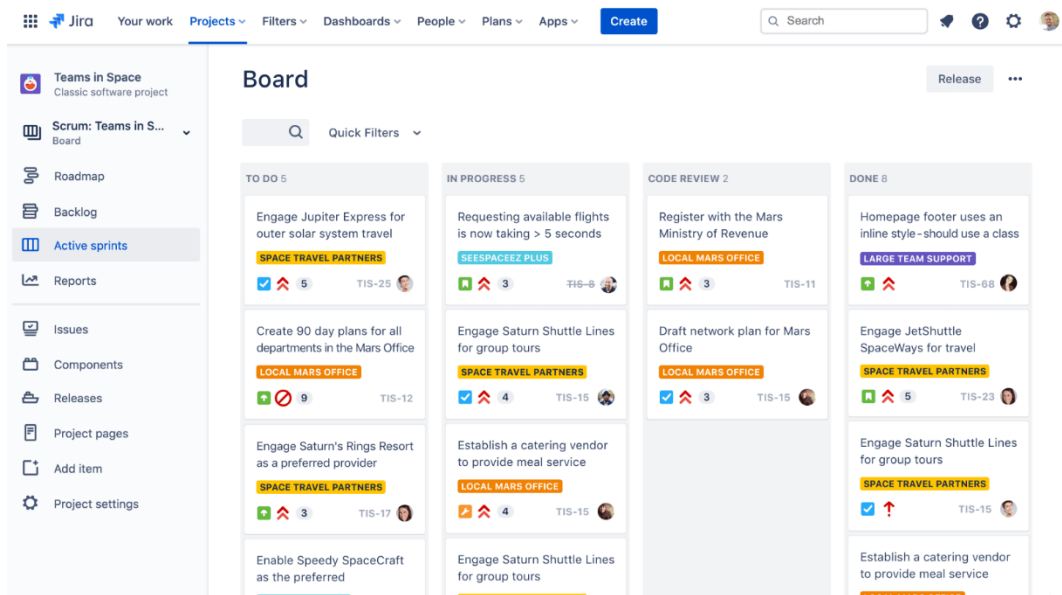 Jira
Your work
Projects
Filters
Dashboards
People
Plans
Apps
Create
Search
Teams in Space
Classic software project
Scrum: Teams in S...
Board
Roadmap
Backlog
Active sprints
Reports
Issues
Components
Releases
Project pages
Add item
Project settings
Board
Release
Quick Filters
TO DO 5
Engage Jupiter Express for
outer solar system travel
SPACE TRAVEL PARTNERS
5
TIS-25
Create 90 day plans for all
departments in the Mars Office
LOCAL MARS OFFICE
9
TIS-12
Engage Saturn's Rings Resort
as a preferred provider
SPACE TRAVEL PARTNERS
3
TIS-17
Enable Speedy SpaceCraft
as the preferred
IN PROGRESS 5
Requesting available flights
is now taking > 5 seconds
SEESPACEEZ PLUS
3
TIS-8
Engage Saturn Shuttle Lines
for group tours
SPACE TRAVEL PARTNERS
4
TIS-15
Establish a catering vendor
to provide meal service
LOCAL MARS OFFICE
4
TIS-15
Engage Saturn Shuttle Lines
for group tours
CODE REVIEW 2
Register with the Mars
Ministry of Revenue
LOCAL MARS OFFICE
3
TIS-11
Draft network plan for Mars
Office
LOCAL MARS OFFICE
3
TIS-15
DONE 8
Homepage footer uses an
inline style-should use a class
LARGE TEAM SUPPORT
TIS-68
Engage JetShuttle
SpaceWays for travel
SPACE TRAVEL PARTNERS
5
TIS-23
Engage Saturn Shuttle Lines
for group tours
SPACE TRAVEL PARTNERS
TIS-15
Establish a catering vendor
to provide meal service